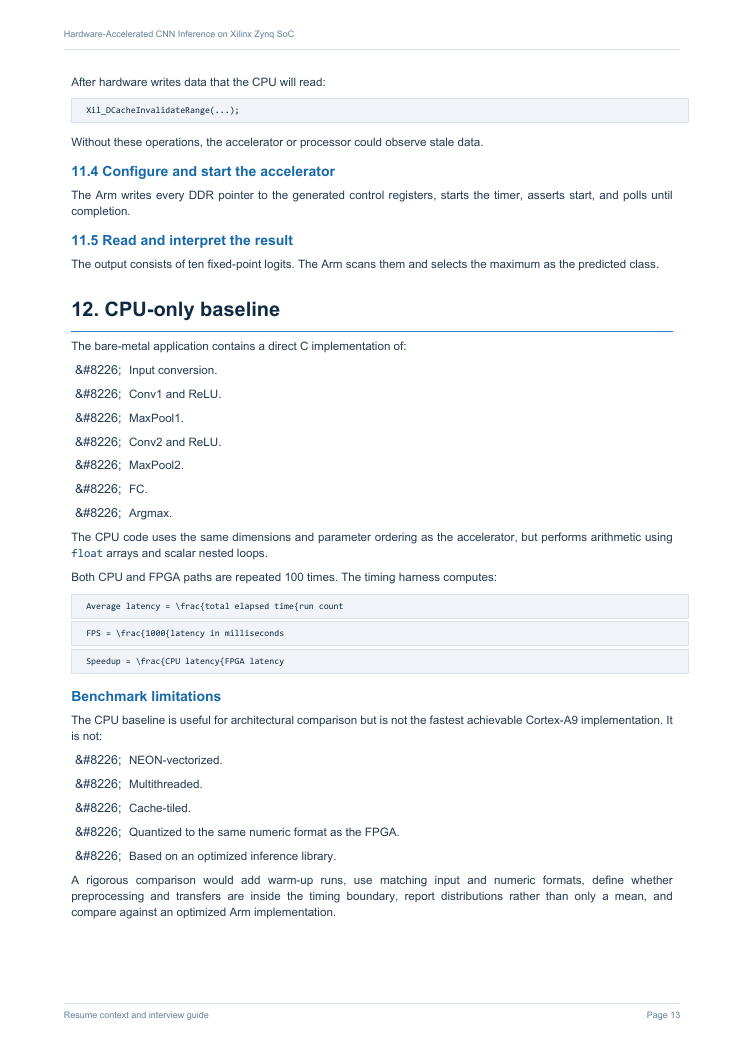 Hardware-Accelerated CNN Inference on Xilinx Zynq SoC
After hardware writes data that the CPU will read:
Xil_DCacheInvalidateRange(...);
Without these operations, the accelerator or processor could observe stale data.
11.4 Configure and start the accelerator
The Arm writes every DDR pointer to the generated control registers, starts the timer, asserts start, and polls until
completion.
11.5 Read and interpret the result
The output consists of ten fixed-point logits. The Arm scans them and selects the maximum as the predicted class.
12. CPU-only baseline
The bare-metal application contains a direct C implementation of:
&#8226; Input conversion.
&#8226; Conv1 and ReLU.
&#8226; MaxPool1.
&#8226; Conv2 and ReLU.
&#8226; MaxPool2.
&#8226; FC.
&#8226; Argmax.
The CPU code uses the same dimensions and parameter ordering as the accelerator, but performs arithmetic using
float arrays and scalar nested loops.
Both CPU and FPGA paths are repeated 100 times. The timing harness computes:
Average latency = \frac{total elapsed time{run count
FPS = \frac{1000{latency in milliseconds
Speedup = \frac{CPU latency{FPGA latency
Benchmark limitations
The CPU baseline is useful for architectural comparison but is not the fastest achievable Cortex-A9 implementation. It
is not:
&#8226; NEON-vectorized.
&#8226; Multithreaded.
&#8226; Cache-tiled.
&#8226; Quantized to the same numeric format as the FPGA.
&#8226; Based on an optimized inference library.
A rigorous comparison would add warm-up runs, use matching input and numeric formats, define whether
preprocessing and transfers are inside the timing boundary, report distributions rather than only a mean, and
compare against an optimized Arm implementation.
Resume context and interview guide
Page 13